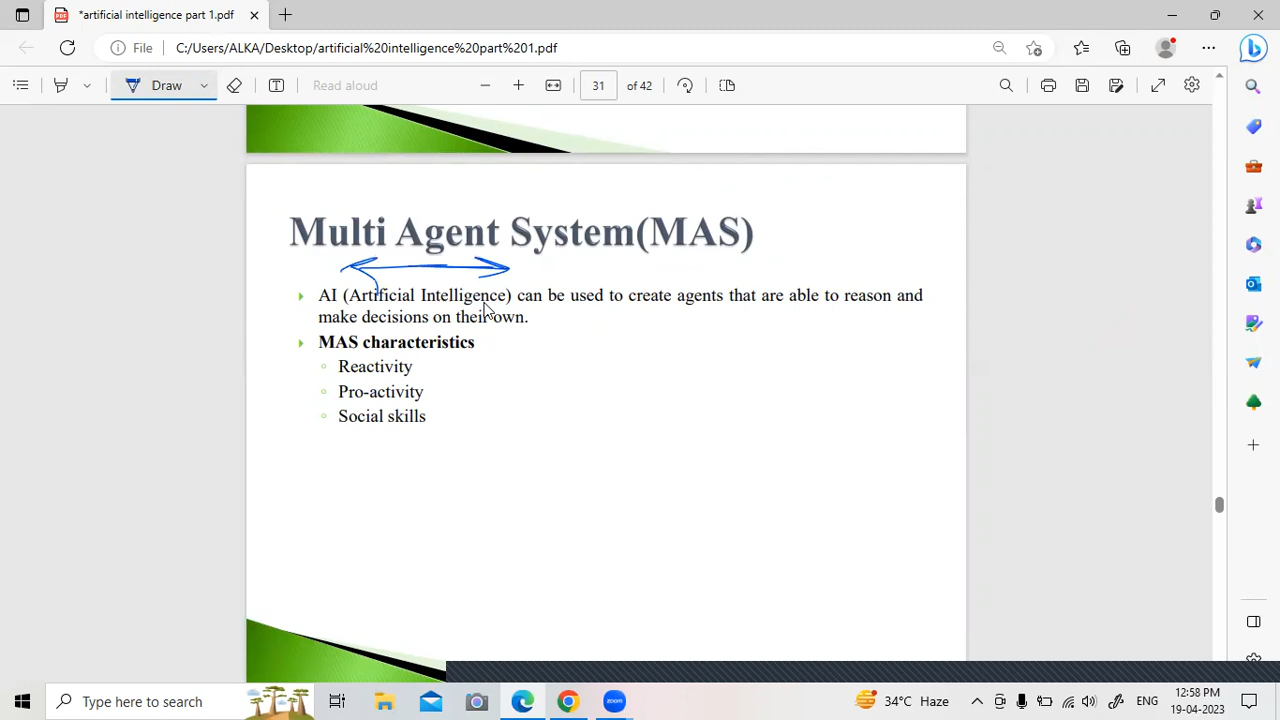 *artificial intelligence part 1.pdf
File C:/Users/ALKA/Desktop/artificial%20intelligence%20part%201.pdf
Draw Read aloud 31 of 42
Multi Agent System(MAS)
AI (Artificial Intelligence) can be used to create agents that are able to reason and
make decisions on their own.
MAS characteristics
Reactivity
Pro-activity
Social skills
Type here to search zoom 34°C Haze ENG 12:58 PM
19-04-2023